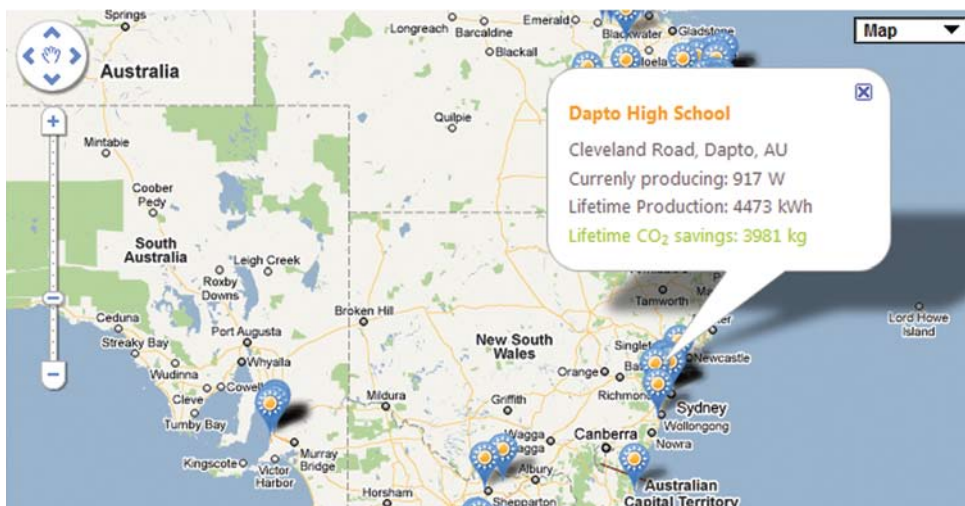 Springs
Australia
Longreach
Barcaldine
Emerald
Blackwater
Gladstone
Map
Blackall
Quilpie
Mintabie
Coober
Pedy
South
Australia
Leigh Creek
Roxby
Downs
Ceduna
Streaky Bay
Port Augusta
Whyalla
Wudinna
Cowell
Cleve
Tumby Bay
Kingscote
Victor
Harbor
Murray
Bridge
Broken Hill
Mildura
Horsham
New South
Wales
Griffith
Wagga
Wagga
Albury
Shepparton
Orange
Richmond
Canberra
Australian
Capital Territory
Nowra
Wollongong
Sydney
Newcastle
Tamworth
Lord Howe
Island
Dapto High School
Cleveland Road, Dapto, AU
Currenly producing: 917 W
Lifetime Production: 4473 kWh
Lifetime CO₂ savings: 3981 kg